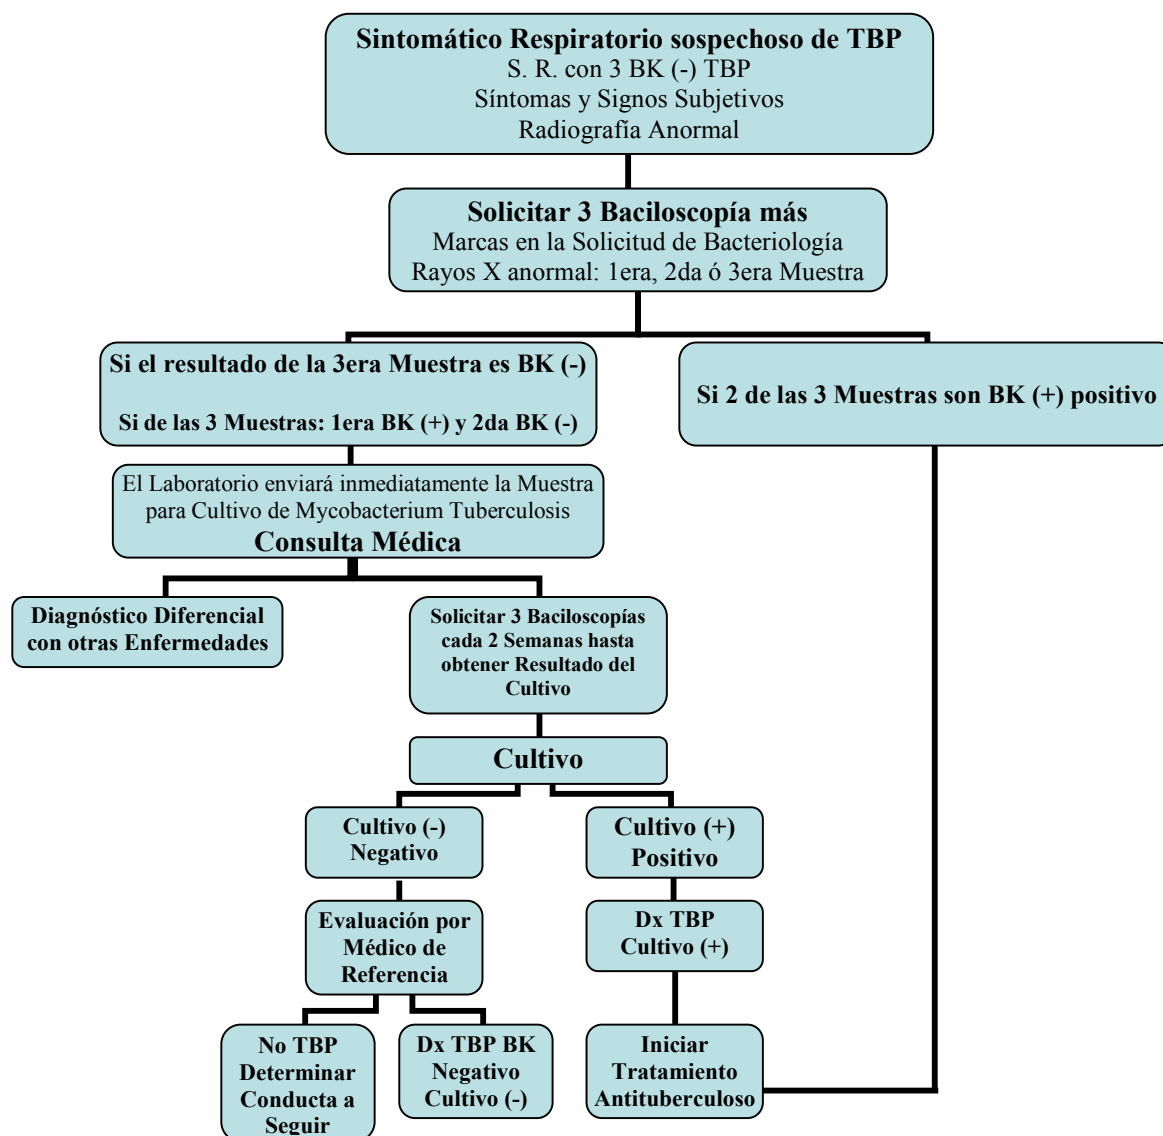 Sintomático Respiratorio sospechoso de TBP
S. R. con 3 BK (-) TBP
Síntomas y Signos Subjetivos
Radiografía Anormal
Solicitar 3 Baciloscopía más
Marcas en la Solicitud de Bacteriología
Rayos X anormal: 1era, 2da ó 3era Muestra
Si el resultado de la 3era Muestra es BK (-)
Si de las 3 Muestras: 1era BK (+) y 2da BK (-)
Si 2 de las 3 Muestras son BK (+) positivo
El Laboratorio enviará inmediatamente la Muestra
para Cultivo de Mycobacterium Tuberculosis
Consulta Médica
Diagnóstico Diferencial
con otras Enfermedades
Solicitar 3 Baciloscopías
cada 2 Semanas hasta
obtener Resultado del
Cultivo
Cultivo
Cultivo (-)
Negativo
Cultivo (+)
Positivo
Evaluación por
Médico de
Referencia
Dx TBP
Cultivo (+)
No TBP
Determinar
Conducta a
Seguir
Dx TBP BK
Negativo
Cultivo (-)
Iniciar
Tratamiento
Antituberculoso